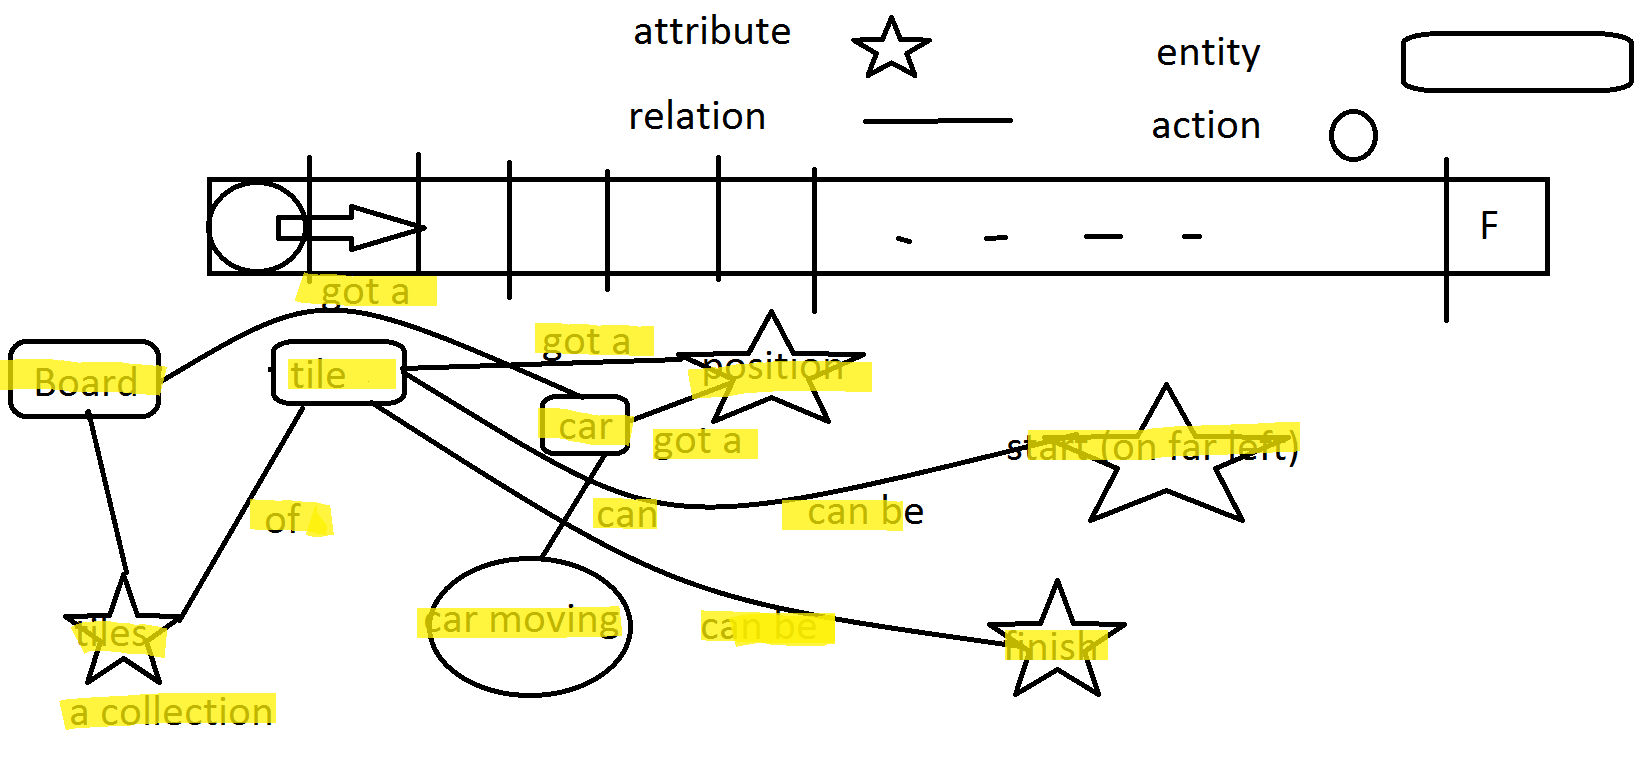 attribute
entity
relation
action
F
got a
got a
Board
tile
position
car
got a
start (on far left)
of
can
can be
tiles
car moving
can be
finish
a collection